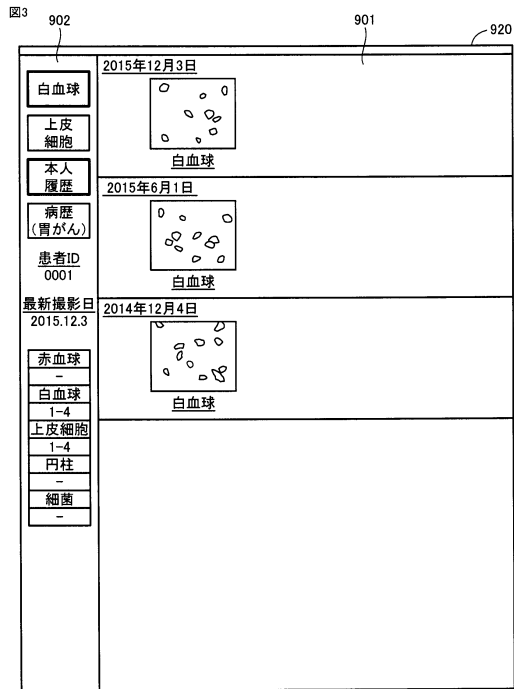 図3
902
901
920
白血球
上皮
細胞
本人
履歴
病歴
(胃がん)
患者ID
0001
最新撮影日
2015.12.3
赤血球
-
白血球
1-4
上皮細胞
1-4
円柱
-
細菌
-
2015年12月3日
白血球
2015年6月1日
白血球
2014年12月4日
白血球